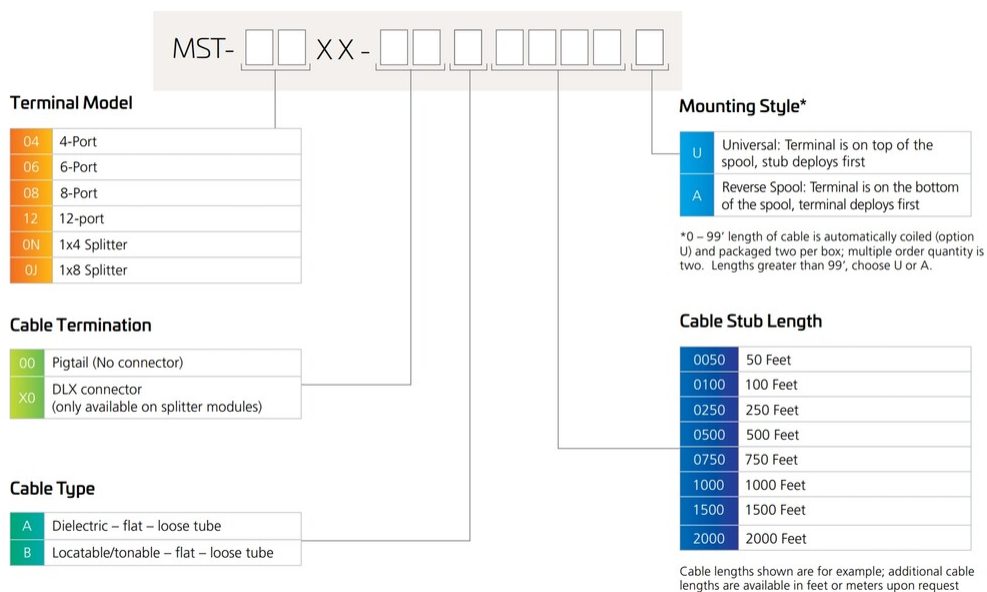 MST- XX -
Terminal Model
04 4-Port
06 6-Port
08 8-Port
12 12-port
0N 1x4 Splitter
0J 1x8 Splitter
Cable Termination
00 Pigtail (No connector)
X0 DLX connector
(only available on splitter modules)
Cable Type
A Dielectric – flat – loose tube
B Locatable/tonable – flat – loose tube
Mounting Style*
U Universal: Terminal is on top of the
spool, stub deploys first
A Reverse Spool: Terminal is on the bottom
of the spool, terminal deploys first
*0 – 99’ length of cable is automatically coiled (option
U) and packaged two per box; multiple order quantity is
two. Lengths greater than 99’, choose U or A.
Cable Stub Length
0050 50 Feet
0100 100 Feet
0250 250 Feet
0500 500 Feet
0750 750 Feet
1000 1000 Feet
1500 1500 Feet
2000 2000 Feet
Cable lengths shown are for example; additional cable
lengths are available in feet or meters upon request